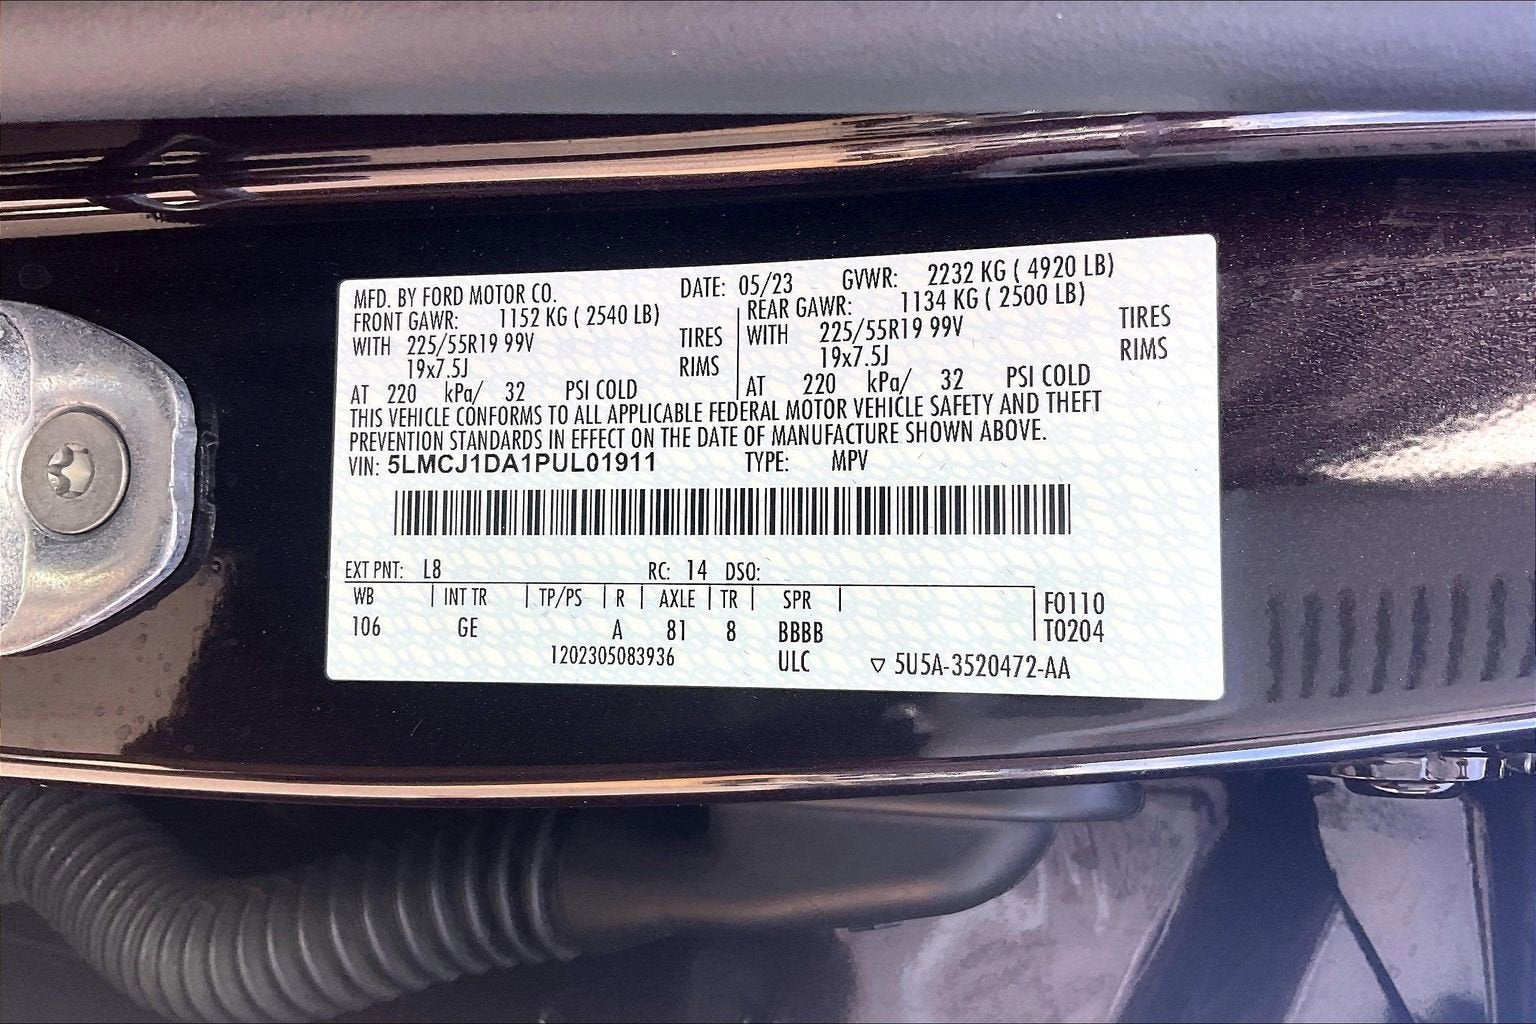 MFD. BY FORD MOTOR CO. DATE: 05/23 GVWR: 2232 KG ( 4920 LB)
FRONT GAWR: 1152 KG ( 2540 LB) REAR GAWR: 1134 KG ( 2500 LB)
WITH 225/55R19 99V TIRES WITH 225/55R19 99V TIRES
19x7.5J RIMS 19x7.5J RIMS
AT 220 kPa/ 32 PSI COLD AT 220 kPa/ 32 PSI COLD
THIS VEHICLE CONFORMS TO ALL APPLICABLE FEDERAL MOTOR VEHICLE SAFETY AND THEFT
PREVENTION STANDARDS IN EFFECT ON THE DATE OF MANUFACTURE SHOWN ABOVE.
VIN: 5LMCJ1DA1PUL01911 TYPE: MPV
EXT PNT: L8 RC: 14 DSO:
WB INT TR TP/PS R AXLE TR SPR F0110
106 GE A 81 8 BBBB T0204
1202305083936 ULC ▽ 5U5A-3520472-AA